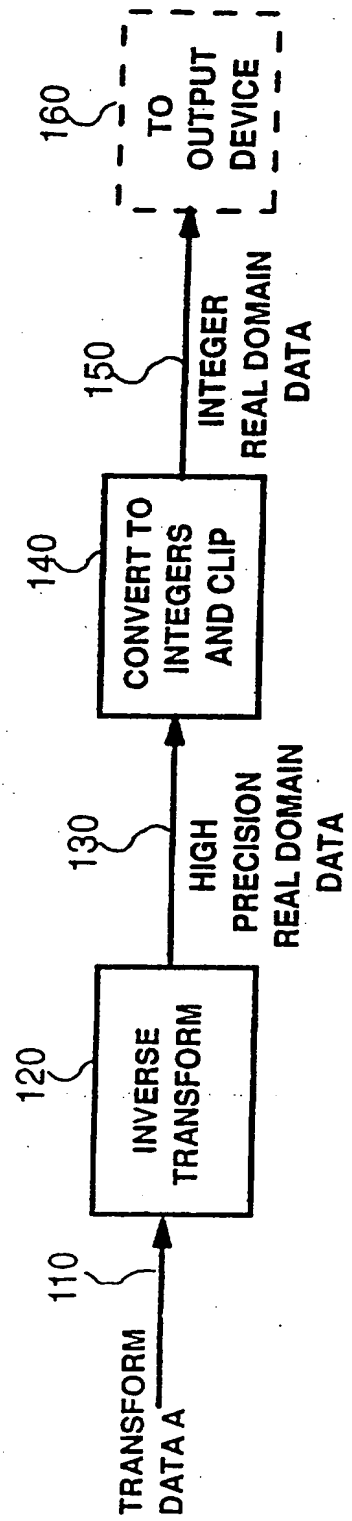 TRANSFORM
DATA A
110
120
INVERSE
TRANSFORM
130
HIGH
PRECISION
REAL DOMAIN
DATA
140
CONVERT TO
INTEGERS
AND CLIP
150
INTEGER
REAL DOMAIN
DATA
160
TO
OUTPUT
DEVICE